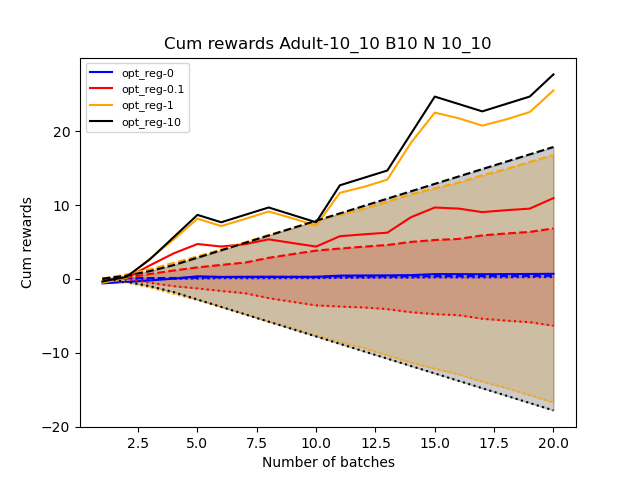 Cum rewards Adult-10_10 B10 N 10_10
opt_reg-0
opt_reg-0.1
opt_reg-1
opt_reg-10
Cum rewards
20
10
0
−10
−20
2.5 5.0 7.5 10.0 12.5 15.0 17.5 20.0
Number of batches